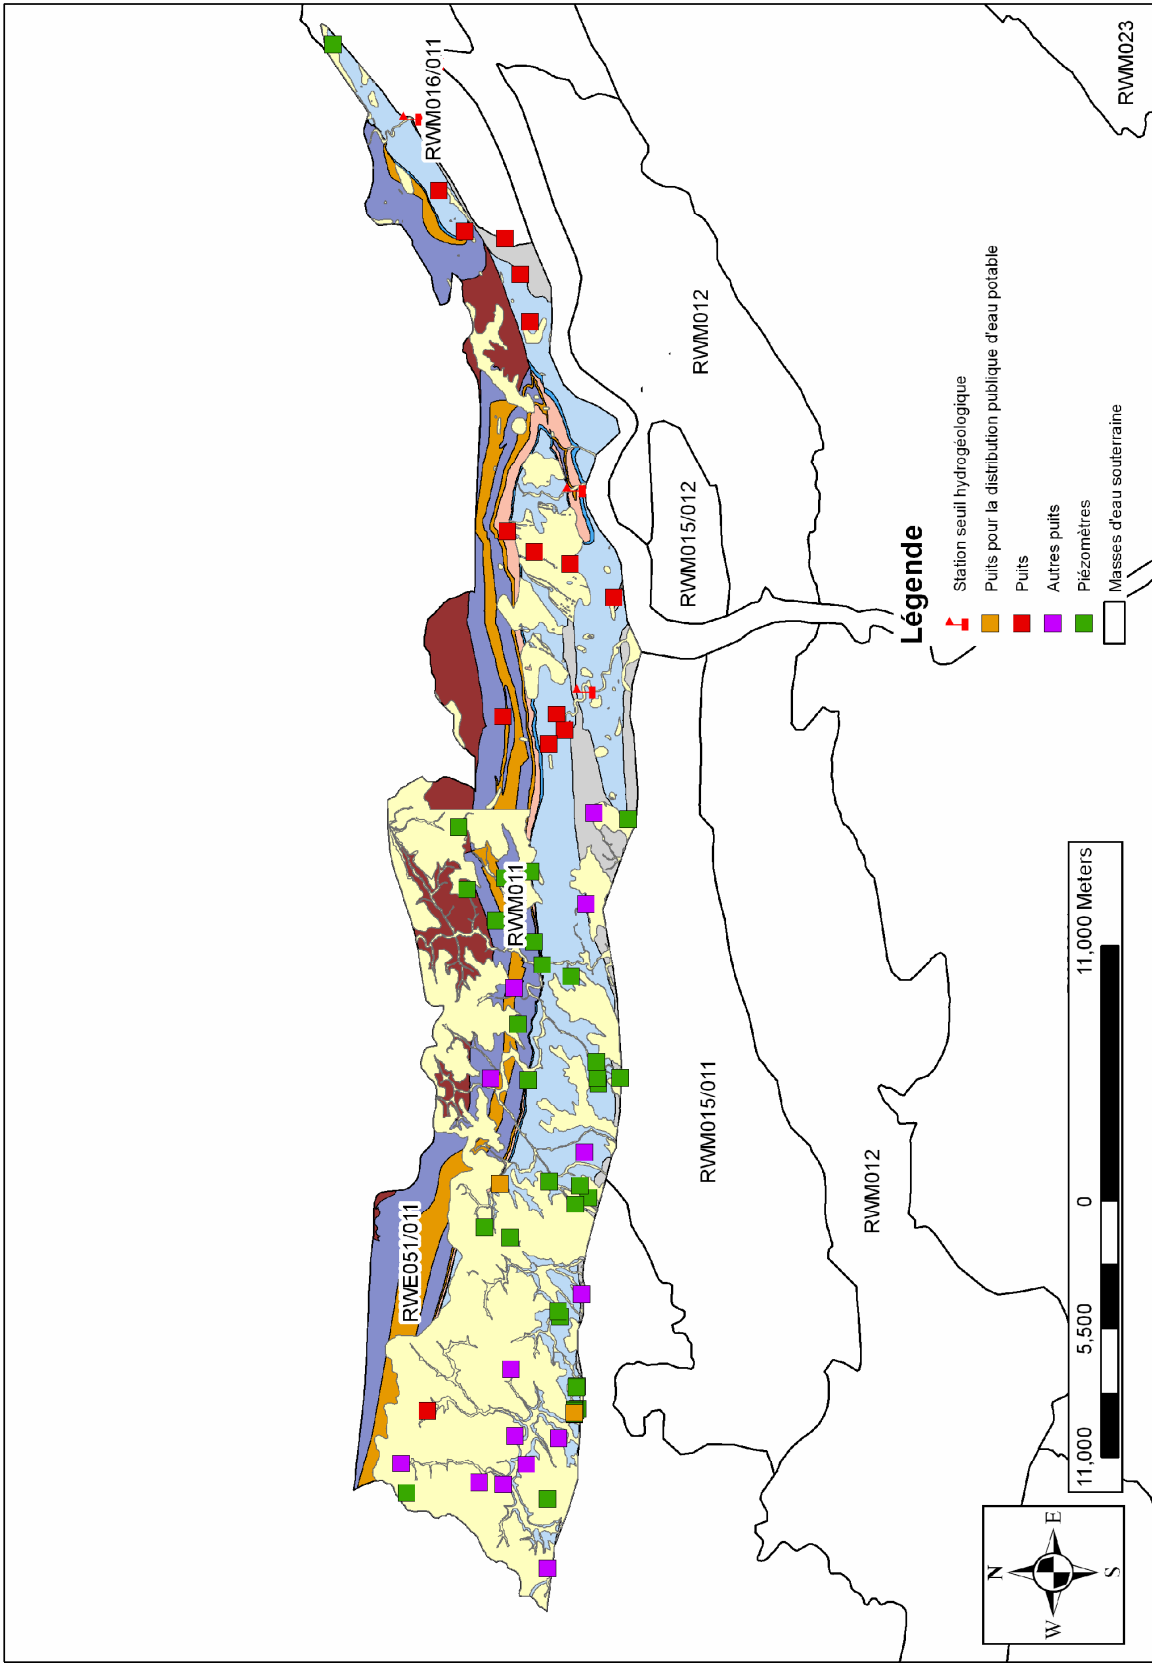 RWM016/011
RWM023
RWM012
RWM015/012
RWM011
RWE051/011
RWM015/011
RWM012
Légende
Station seuil hydrogéologique
Puits pour la distribution publique d'eau potable
Puits
Autres puits
Piézomètres
Masses d'eau souterraine
11,000 5,500 0 11,000 Meters
N
W E
S